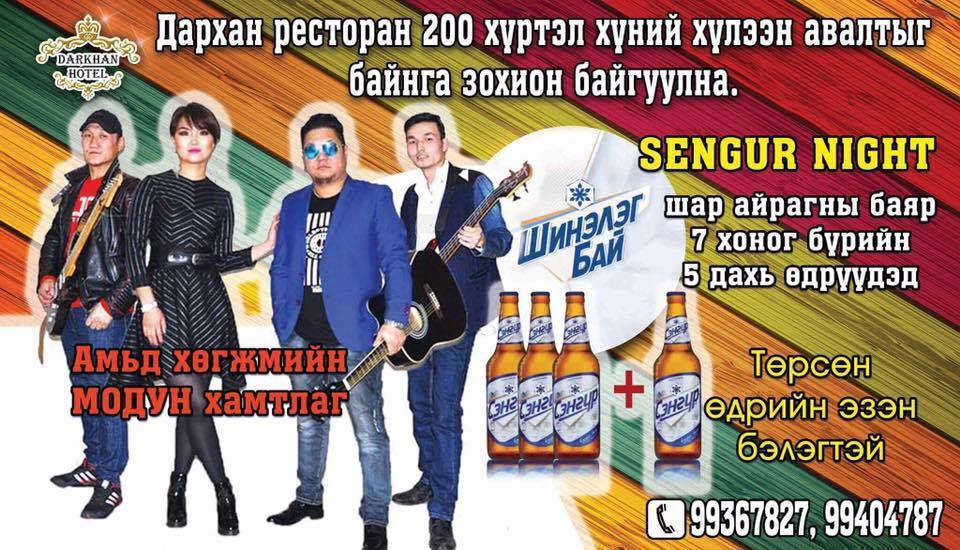 DARKHAN
HOTEL
Дархан ресторан 200 хүртэл хүний хүлээн авалтыг
байнга зохион байгуулна.
SENGUR NIGHT
шар айрагны баяр
7 хоног бүрийн
5 дахь өдрүүдэд
ШИНЭЛЭГ
БАЙ
Амьд хөгжмийн
МОДУН хамтлаг
Сэнгүр
Сэнгүр
Сэнгүр
+
Сэнгүр
Төрсөн
өдрийн эзэн
бэлэгтэй
99367827, 99404787